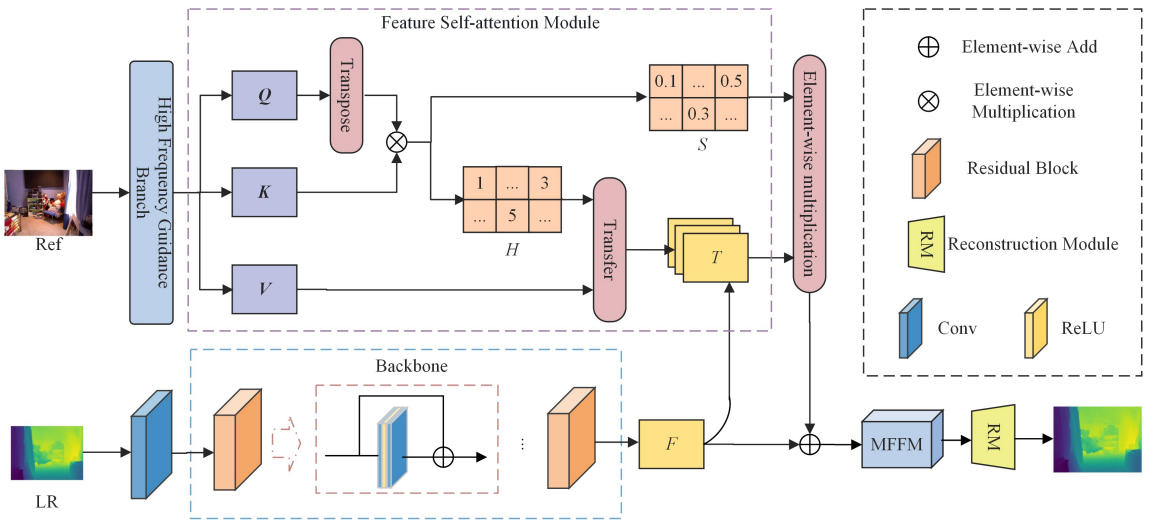 Feature Self-attention Module
High Frequency Guidance
Branch
Q
Transpose
K
V
Ref
1 ... 3
... 5 ...
H
0.1 ... 0.5
... 0.3 ...
S
Transfer
T
Element-wise multiplication
Element-wise Add
Element-wise
Multiplication
Residual Block
RM
Reconstruction Module
Conv
ReLU
Backbone
LR
...
F
MFFM
RM